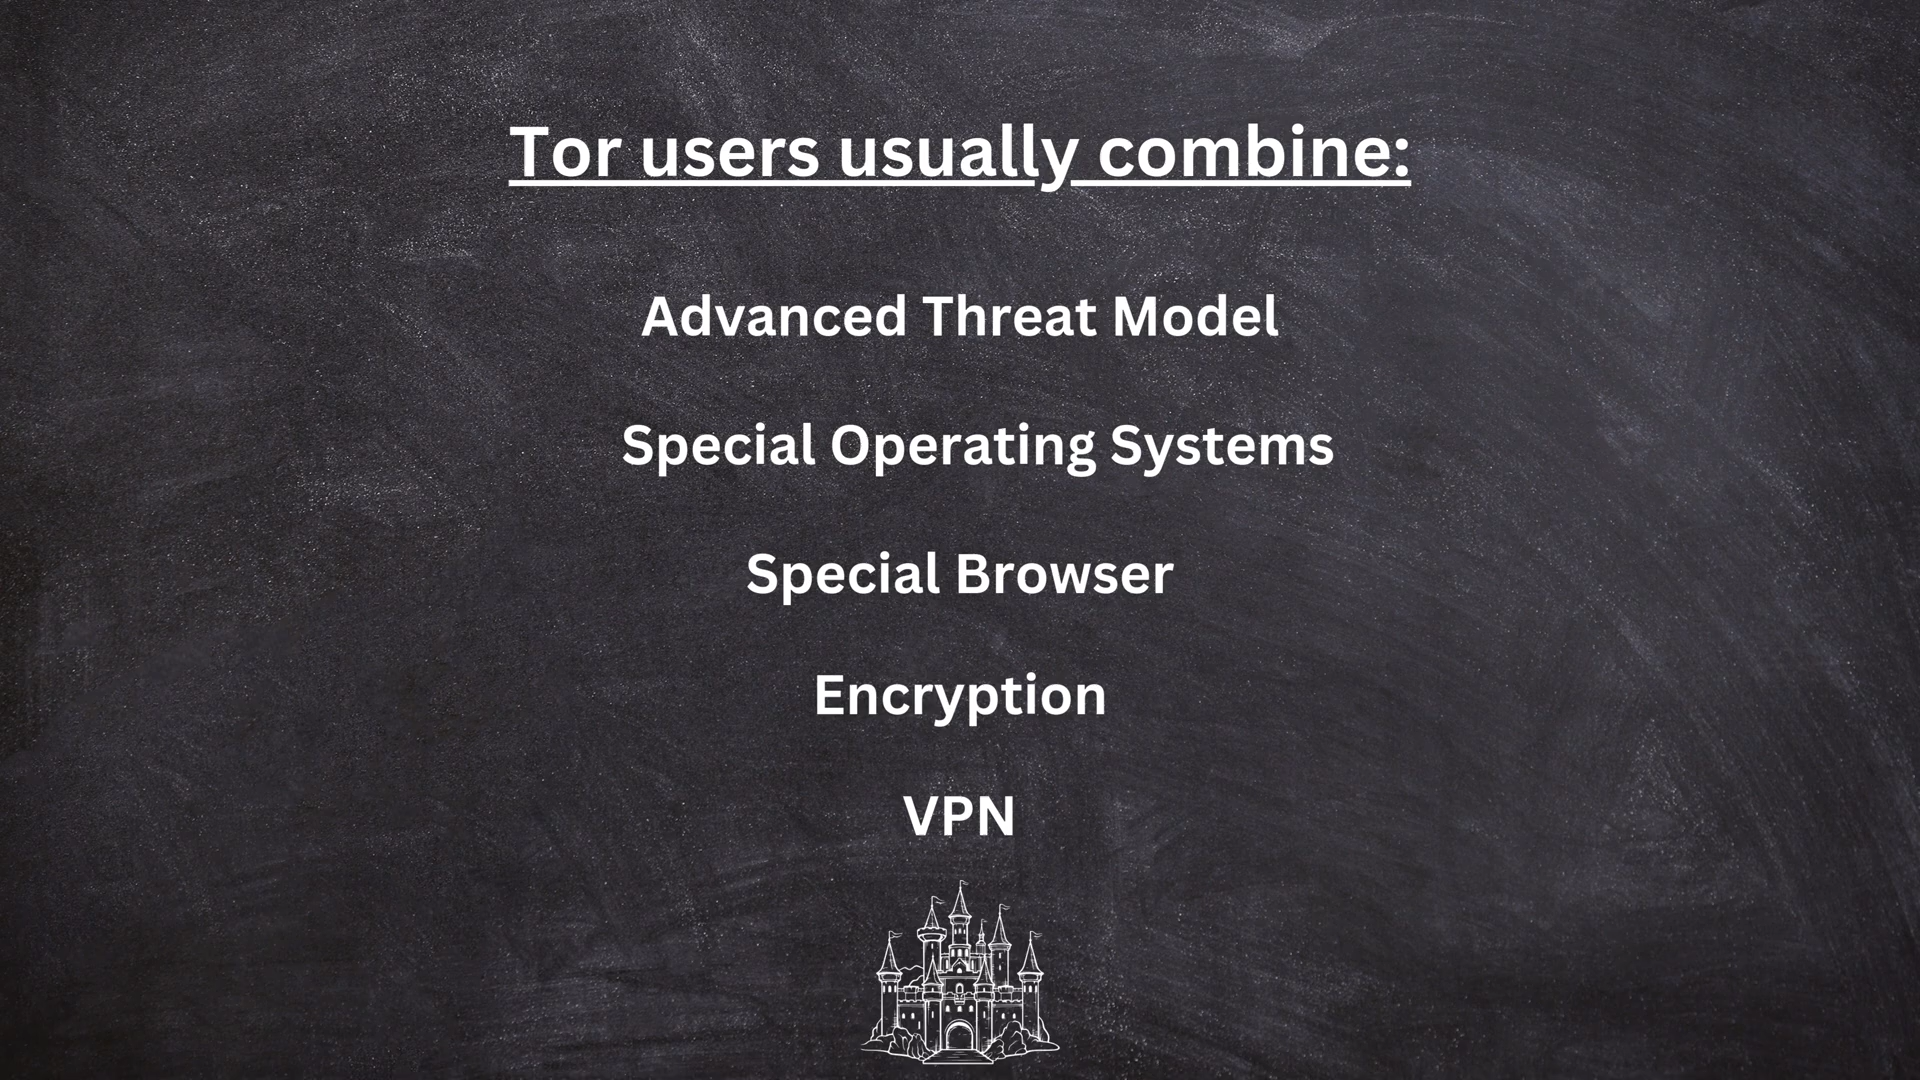 Tor users usually combine:
Advanced Threat Model
Special Operating Systems
Special Browser
Encryption
VPN